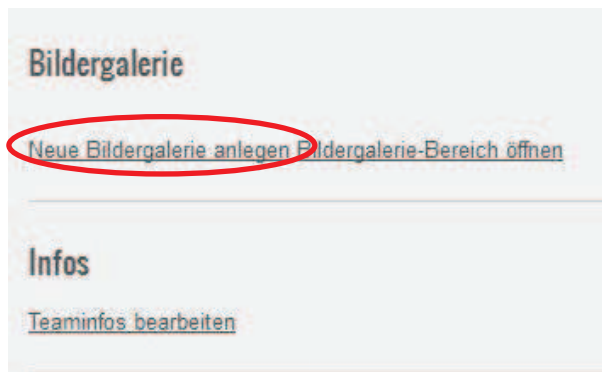 Bildergalerie
Neue Bildergalerie anlegen Bildergalerie-Bereich öffnen
Infos
Teaminfos bearbeiten